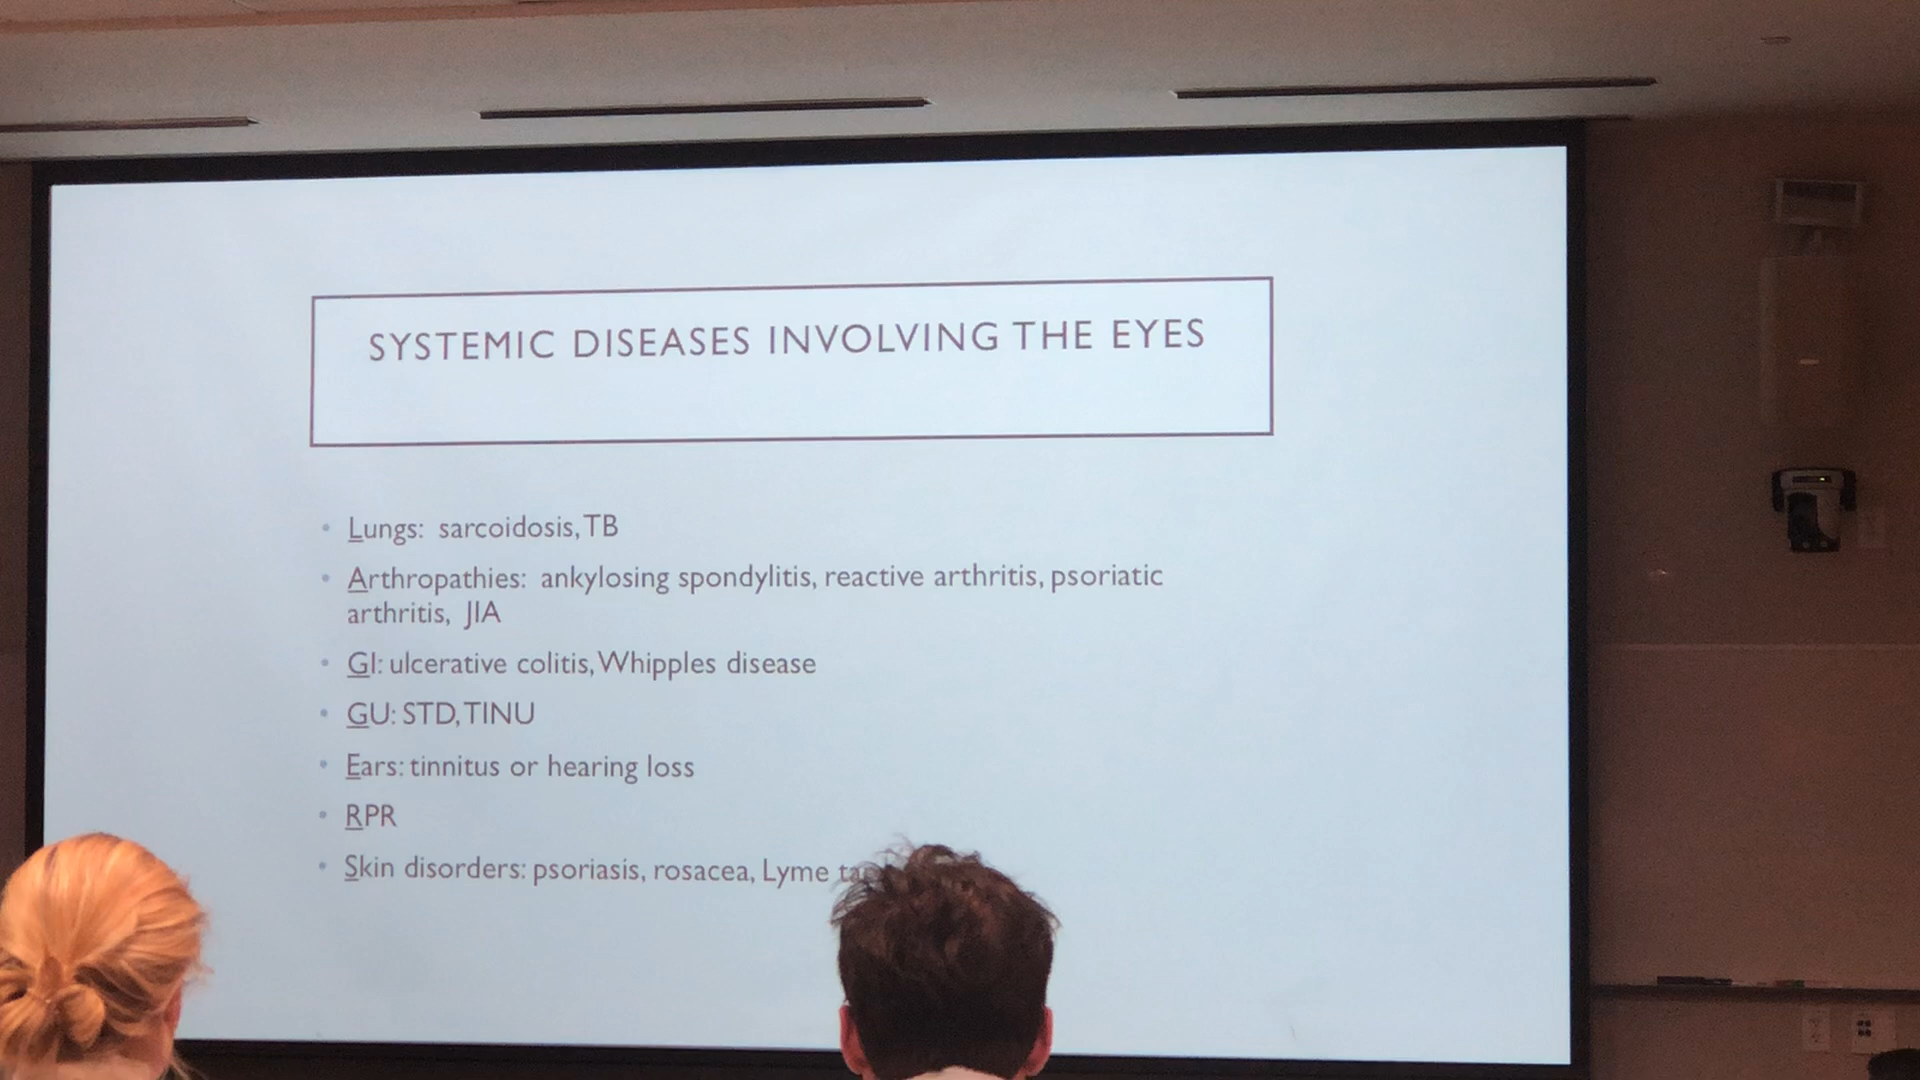 SYSTEMIC DISEASES INVOLVING THE EYES
• Lungs: sarcoidosis, TB
• Arthropathies: ankylosing spondylitis, reactive arthritis, psoriatic
arthritis, JIA
• GI: ulcerative colitis, Whipples disease
• GU: STD, TINU
• Ears: tinnitus or hearing loss
• RPR
• Skin disorders: psoriasis, rosacea, Lyme